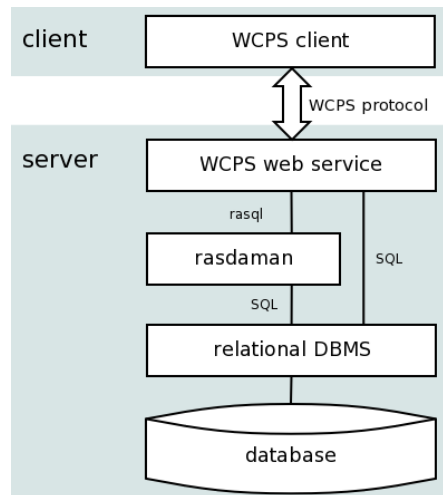 client
WCPS client
WCPS protocol
server
WCPS web service
rasql
rasdaman
SQL
SQL
relational DBMS
database